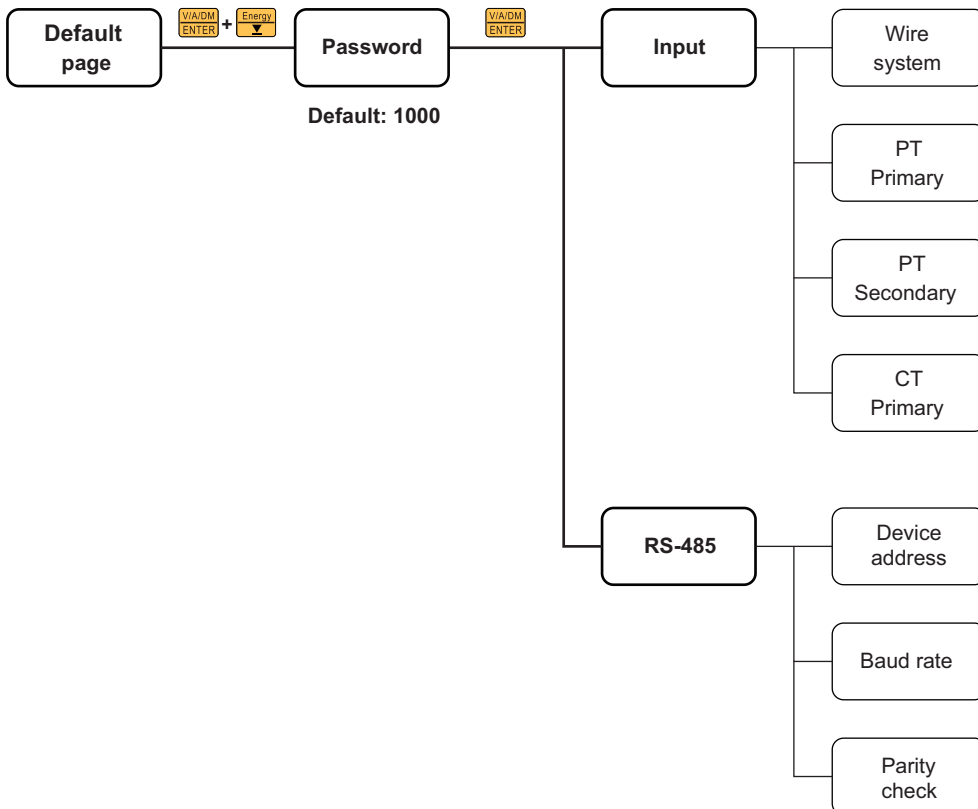 Default
page
V/A/DM
ENTER
+
Energy
Password
Default: 1000
V/A/DM
ENTER
Input
Wire
system
PT
Primary
PT
Secondary
CT
Primary
RS-485
Device
address
Baud rate
Parity
check